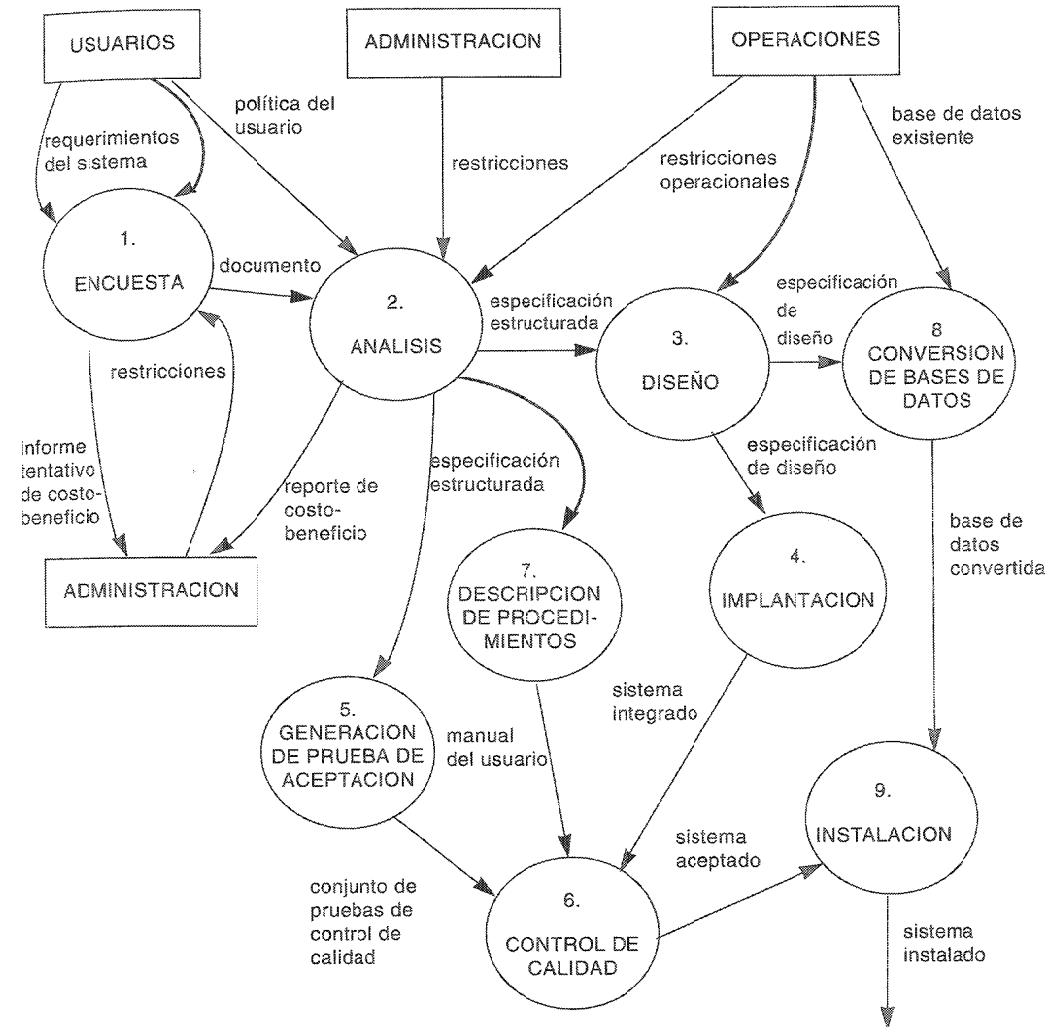 USUARIOS
ADMINISTRACION
OPERACIONES
política del
usuario
base de datos
existente
requerimientos
del sistema
restricciones
restricciones
operacionales
1.
ENCUESTA
documento
2.
ANALISIS
especificación
estructurada
3.
DISEÑO
especificación
de
diseño
8
CONVERSION
DE BASES DE
DATOS
restricciones
informe
tentativo
de costo-
beneficio
reporte de
costo-
beneficio
especificación
estructurada
especificación
de diseño
base de
datos
convertida
ADMINISTRACION
7.
DESCRIPCION
DE PROCEDI-
MIENTOS
4.
IMPLANTACION
5.
GENERACION
DE PRUEBA DE
ACEPTACION
manual
del usuario
sistema
integrado
9.
INSTALACION
sistema
aceptado
conjunto de
pruebas de
control de
calidad
6.
CONTROL DE
CALIDAD
sistema
instalado